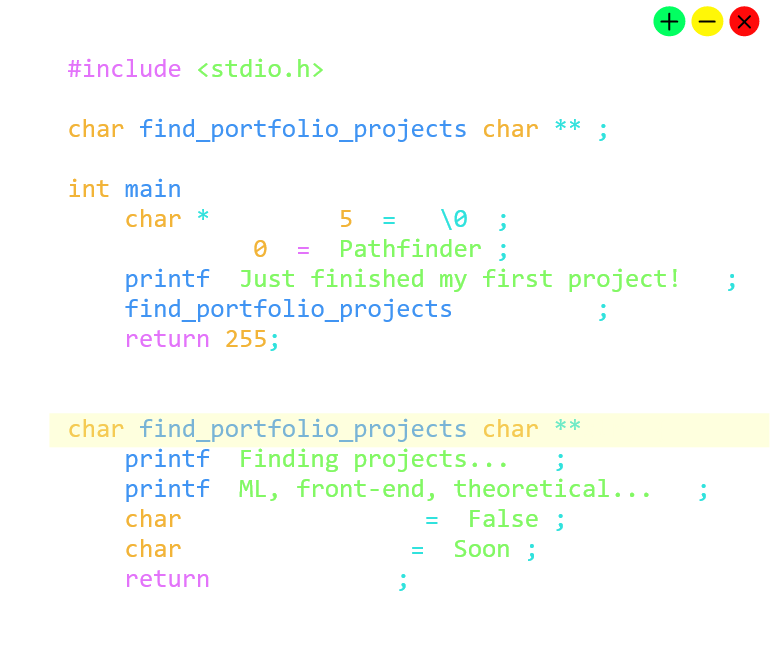 #include <stdio.h>
char find_portfolio_projects char ** ;
int main
char * 5 = \0 ;
0 = Pathfinder ;
printf Just finished my first project! ;
find_portfolio_projects ;
return 255;
char find_portfolio_projects char **
printf Finding projects... ;
printf ML, front-end, theoretical... ;
char = False ;
char = Soon ;
return ;